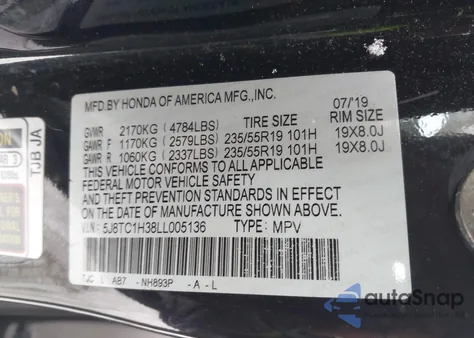 MFD.BY HONDA OF AMERICA MFG.,INC. 07/19
TIRE SIZE RIM SIZE
GVWR 2170KG (4784LBS)
GAWR F 1170KG (2579LBS) 235/55R19 101H 19X8.0J
GAWR R 1060KG (2337LBS) 235/55R19 101H 19X8.0J
THIS VEHICLE CONFORMS TO ALL APPLICABLE
FEDERAL MOTOR VEHICLE SAFETY
AND THEFT PREVENTION STANDARDS IN EFFECT
ON THE DATE OF MANUFACTURE SHOWN ABOVE.
V.I.N.: 5J8TC1H38LL005136 TYPE: MPV
TJC L A87 - NH893P - A - L
TJB JA
autoSnap